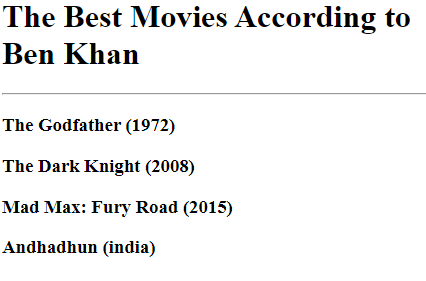 The Best Movies According to
Ben Khan
The Godfather (1972)
The Dark Knight (2008)
Mad Max: Fury Road (2015)
Andhadhun (india)